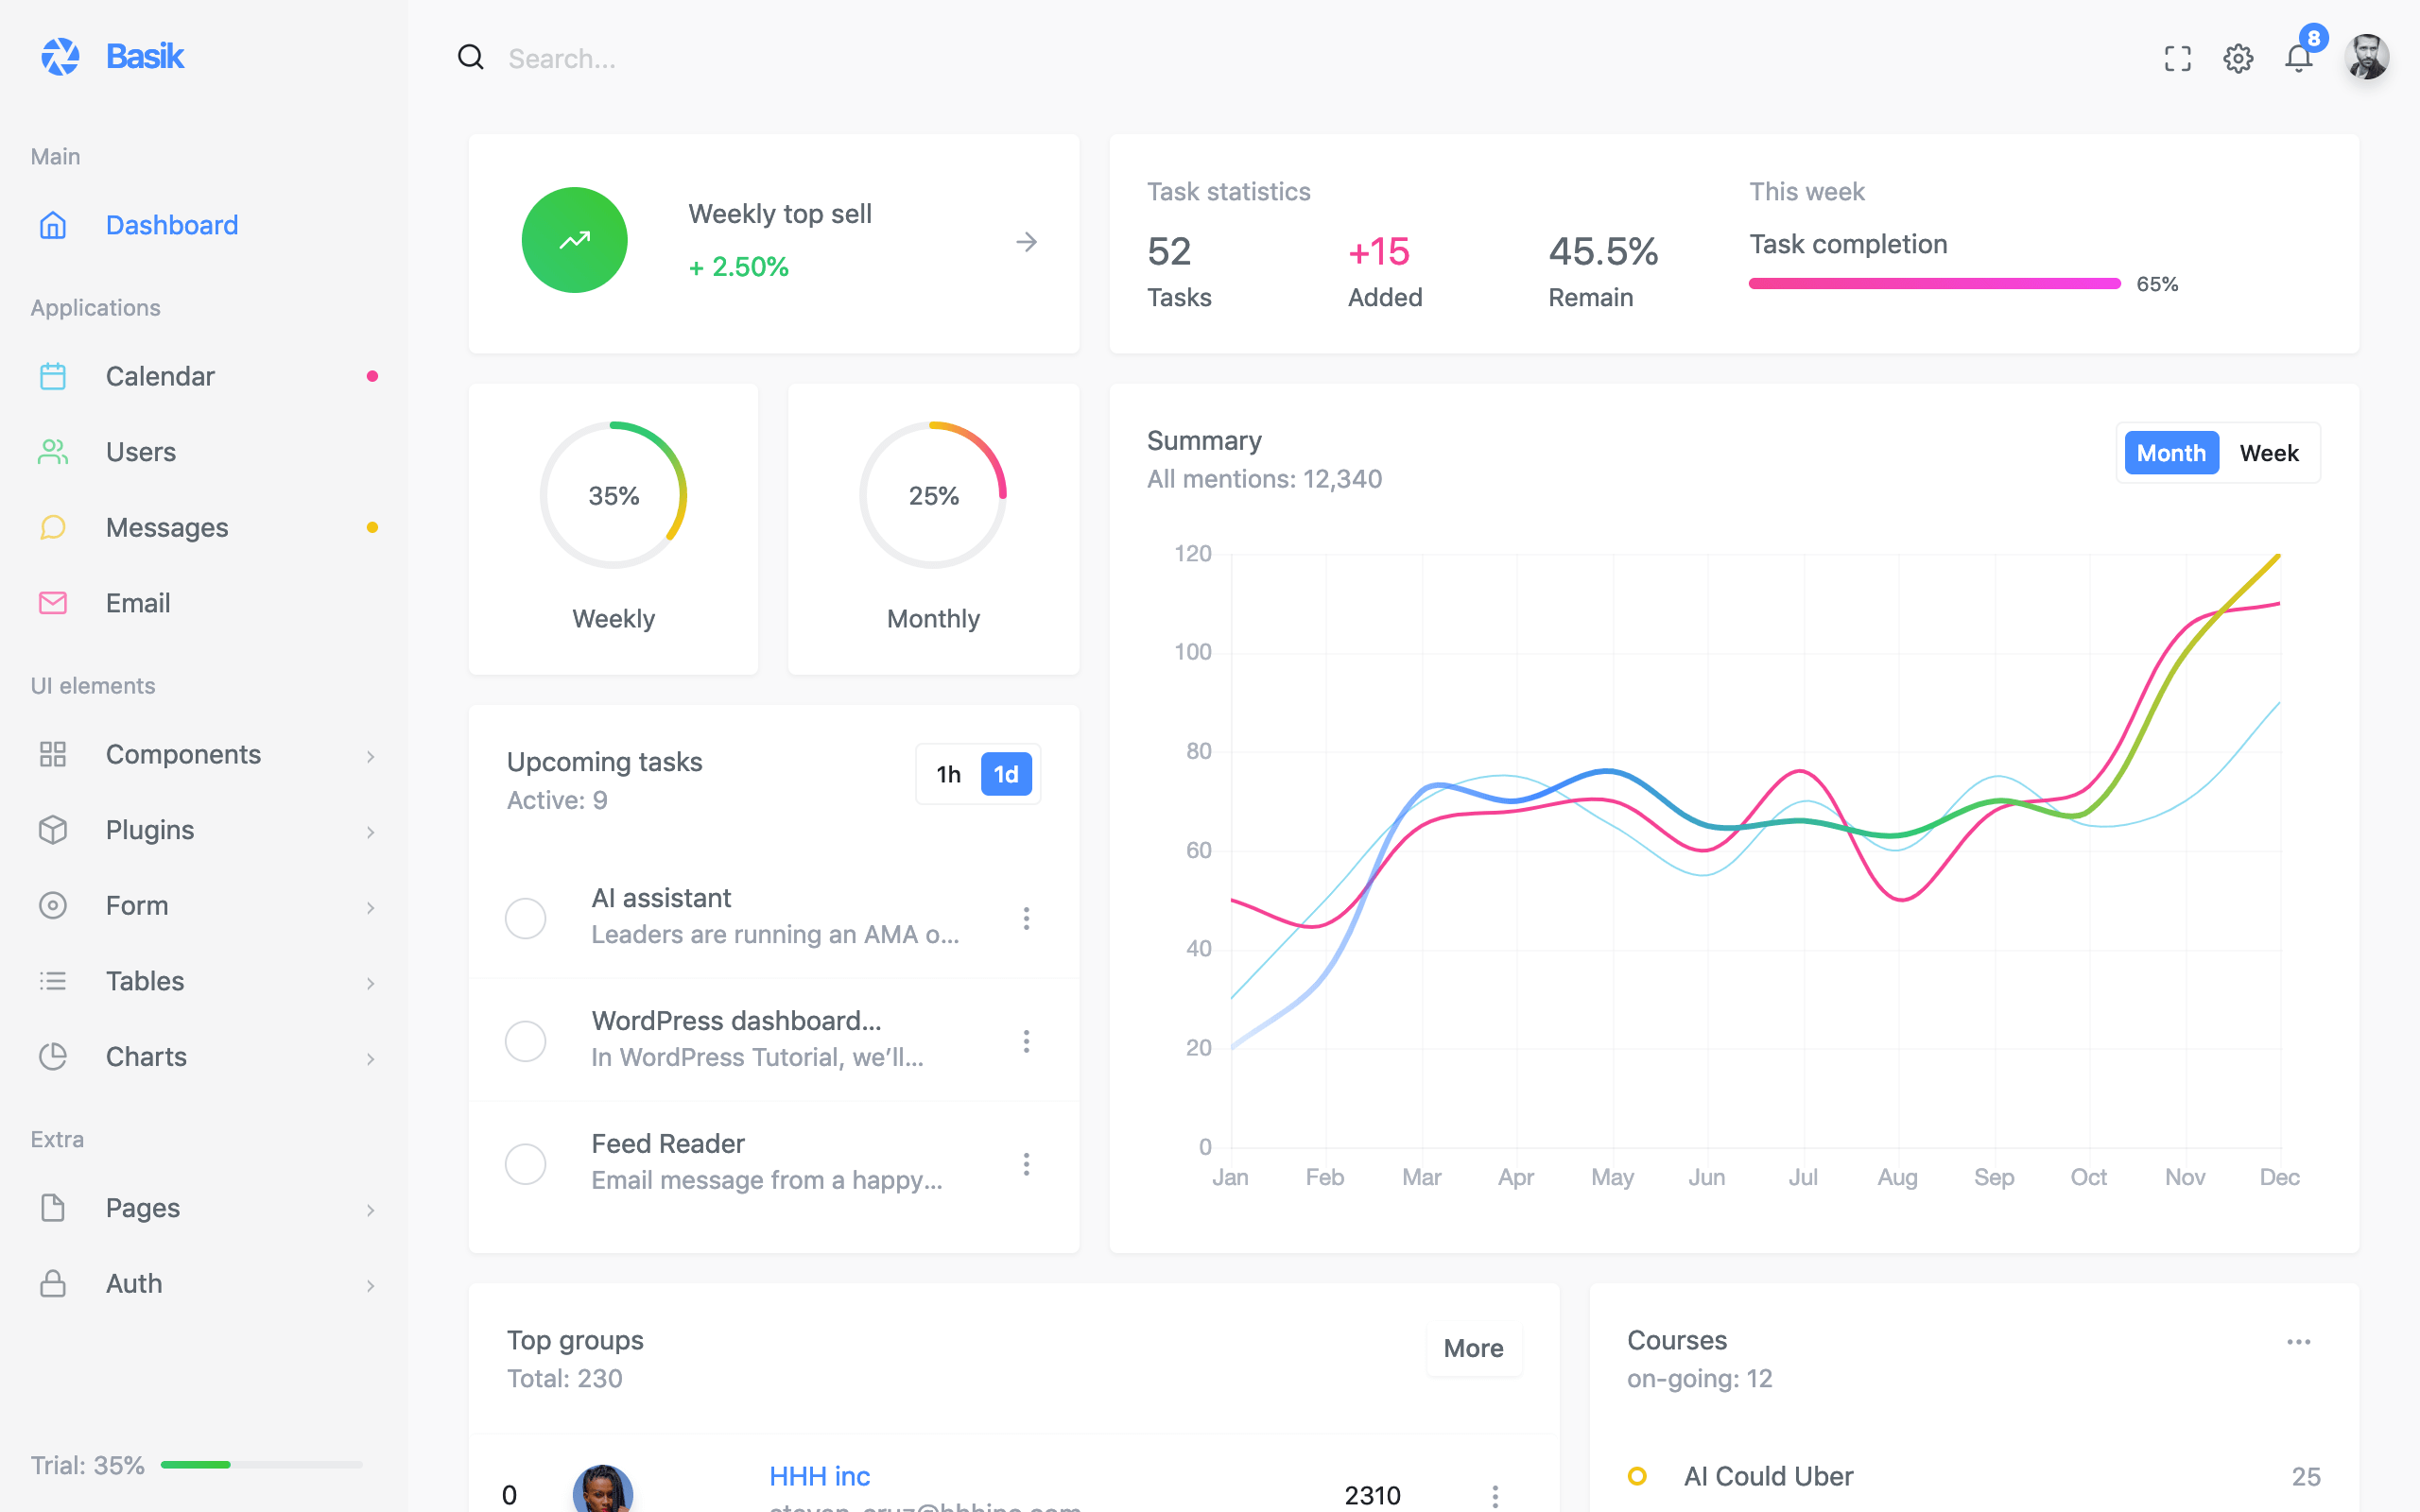 Basik
Main
Dashboard
Applications
Calendar
Users
Messages
Email
UI elements
Components
Plugins
Form
Tables
Charts
Extra
Pages
Auth
Trial: 35%
Search...
8
Weekly top sell
+ 2.50%
Task statistics
52
Tasks
+15
Added
45.5%
Remain
This week
Task completion
65%
35%
Weekly
25%
Monthly
Upcoming tasks
Active: 9
1h 1d
AI assistant
Leaders are running an AMA o...
WordPress dashboard...
In WordPress Tutorial, we’ll...
Feed Reader
Email message from a happy...
Summary
All mentions: 12,340
Month Week
120
100
80
60
40
20
0
Jan Feb Mar Apr May Jun Jul Aug Sep Oct Nov Dec
Top groups
Total: 230
More
0
HHH inc
2310
Courses
on-going: 12
AI Could Uber
25